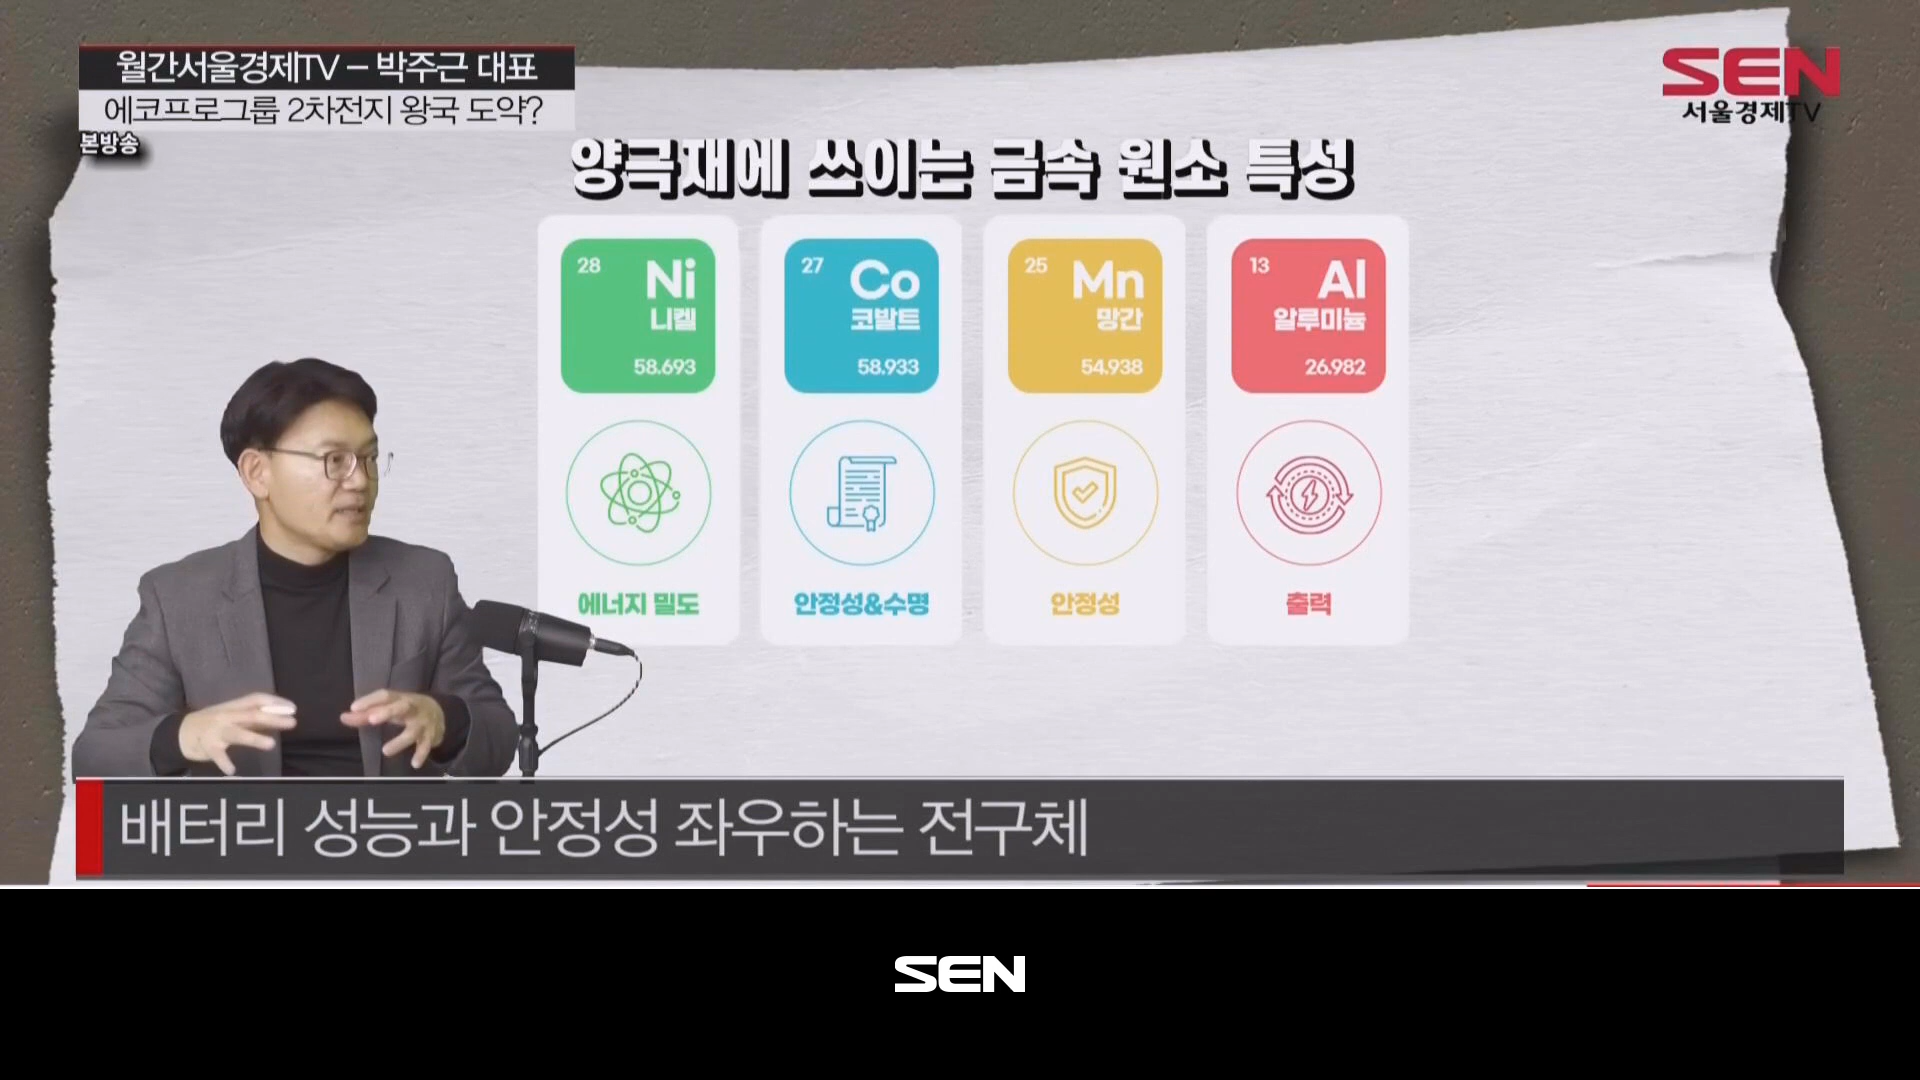 월간서울경제TV – 박주근 대표
에코프로그룹 2차전지 왕국 도약?
본방송
SEN
서울경제TV
양극재에 쓰이는 금속 원소 특성
28
Ni
니켈
58.693
에너지 밀도
27
Co
코발트
58.933
안정성&수명
25
Mn
망간
54.938
안정성
13
Al
알루미늄
26.982
출력
배터리 성능과 안정성 좌우하는 전구체
SEN